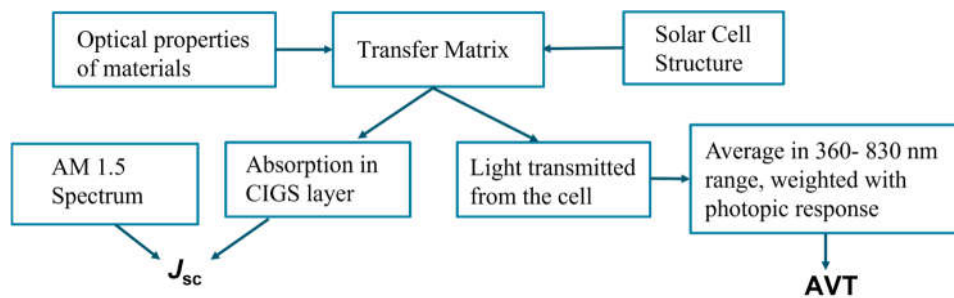 Optical properties
of materials
Transfer Matrix
Solar Cell
Structure
AM 1.5
Spectrum
Absorption in
CIGS layer
Light transmitted
from the cell
Average in 360- 830 nm
range, weighted with
photopic response
Jsc
AVT